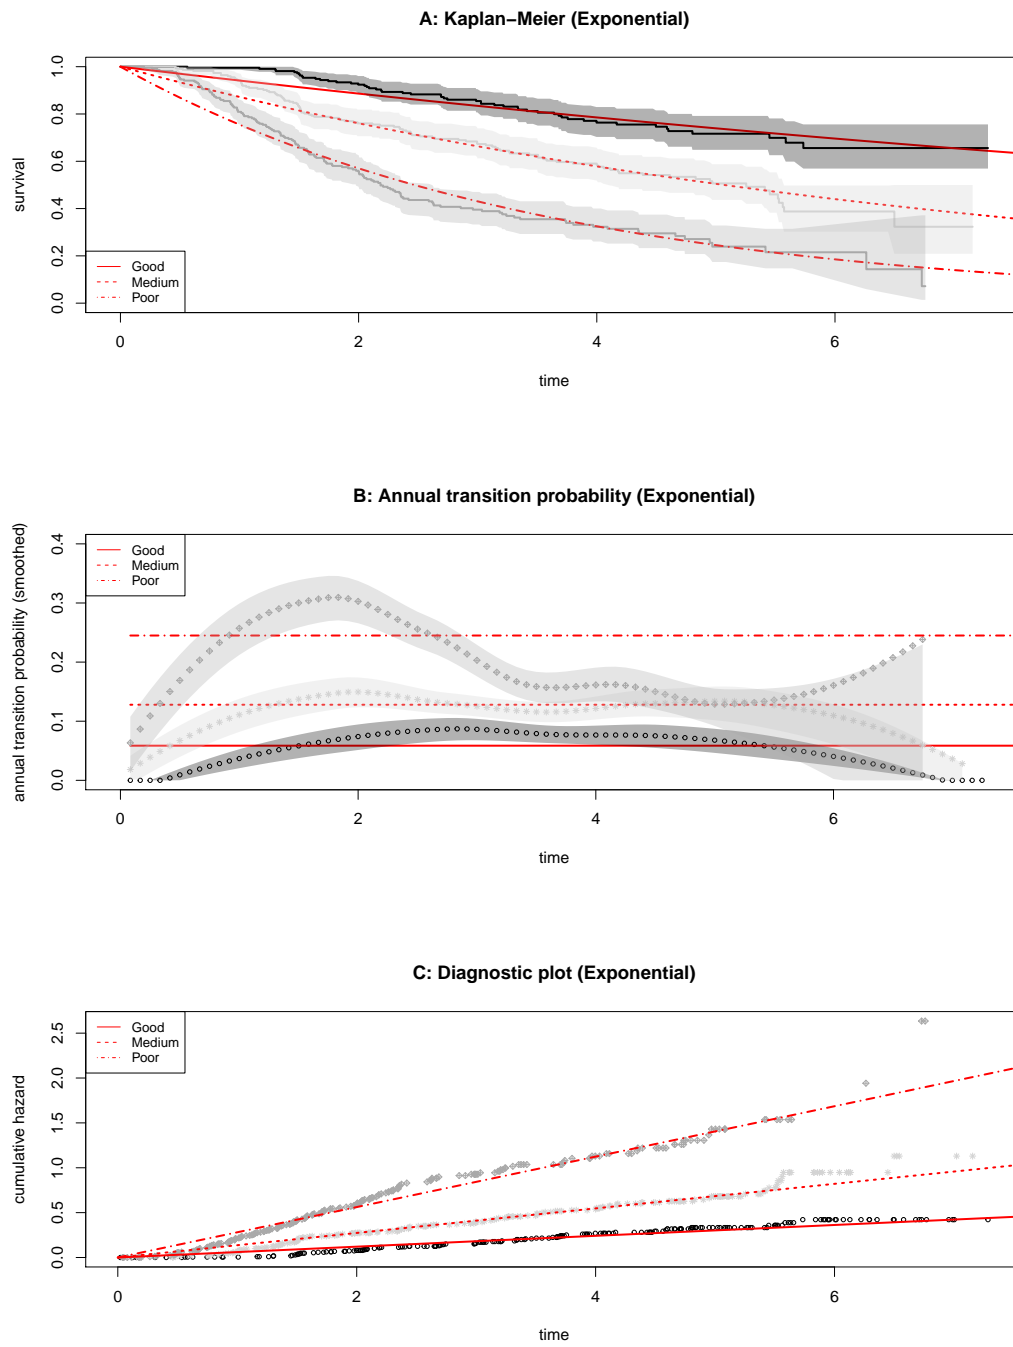 A: Kaplan−Meier (Exponential)
survival
1.0
0.8
0.6
0.4
0.2
0.0
Good
Medium
Poor
0 2 4 6
time
B: Annual transition probability (Exponential)
annual transition probability (smoothed)
0.4
0.3
0.2
0.1
0.0
Good
Medium
Poor
0 2 4 6
time
C: Diagnostic plot (Exponential)
cumulative hazard
2.5
2.0
1.5
1.0
0.5
0.0
Good
Medium
Poor
0 2 4 6
time